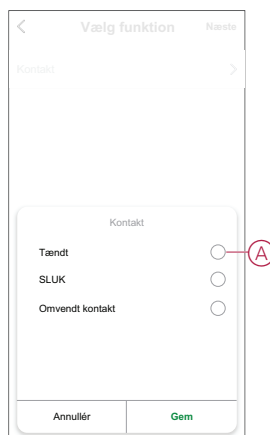 Vælg funktion Næste
Kontakt
Kontakt
Tændt
A
SLUK
Omvendt kontakt
Annullér Gem